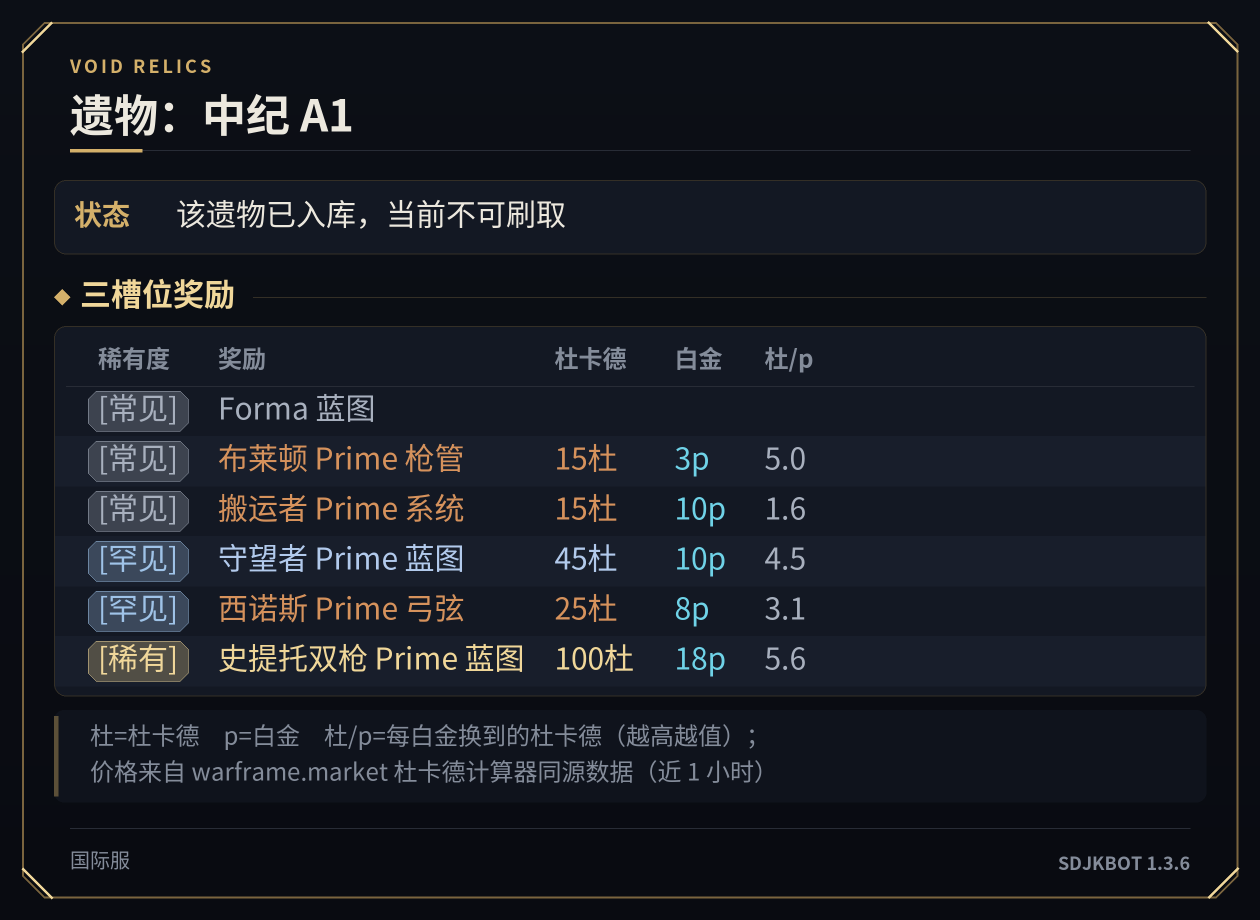 VOID RELICS
遗物：中纪 A1
状态 该遗物已入库，当前不可刷取
三槽位奖励
稀有度 奖励 杜卡德 白金 杜/p
[常见] Forma 蓝图
[常见] 布莱顿 Prime 枪管 15杜 3p 5.0
[常见] 搬运者 Prime 系统 15杜 10p 1.6
[罕见] 守望者 Prime 蓝图 45杜 10p 4.5
[罕见] 西诺斯 Prime 弓弦 25杜 8p 3.1
[稀有] 史提托双枪 Prime 蓝图 100杜 18p 5.6
杜=杜卡德 p=白金 杜/p=每白金换到的杜卡德（越高越值）；
价格来自 warframe.market 杜卡德计算器同源数据（近 1 小时）
国际服 SDJKBOT 1.3.6